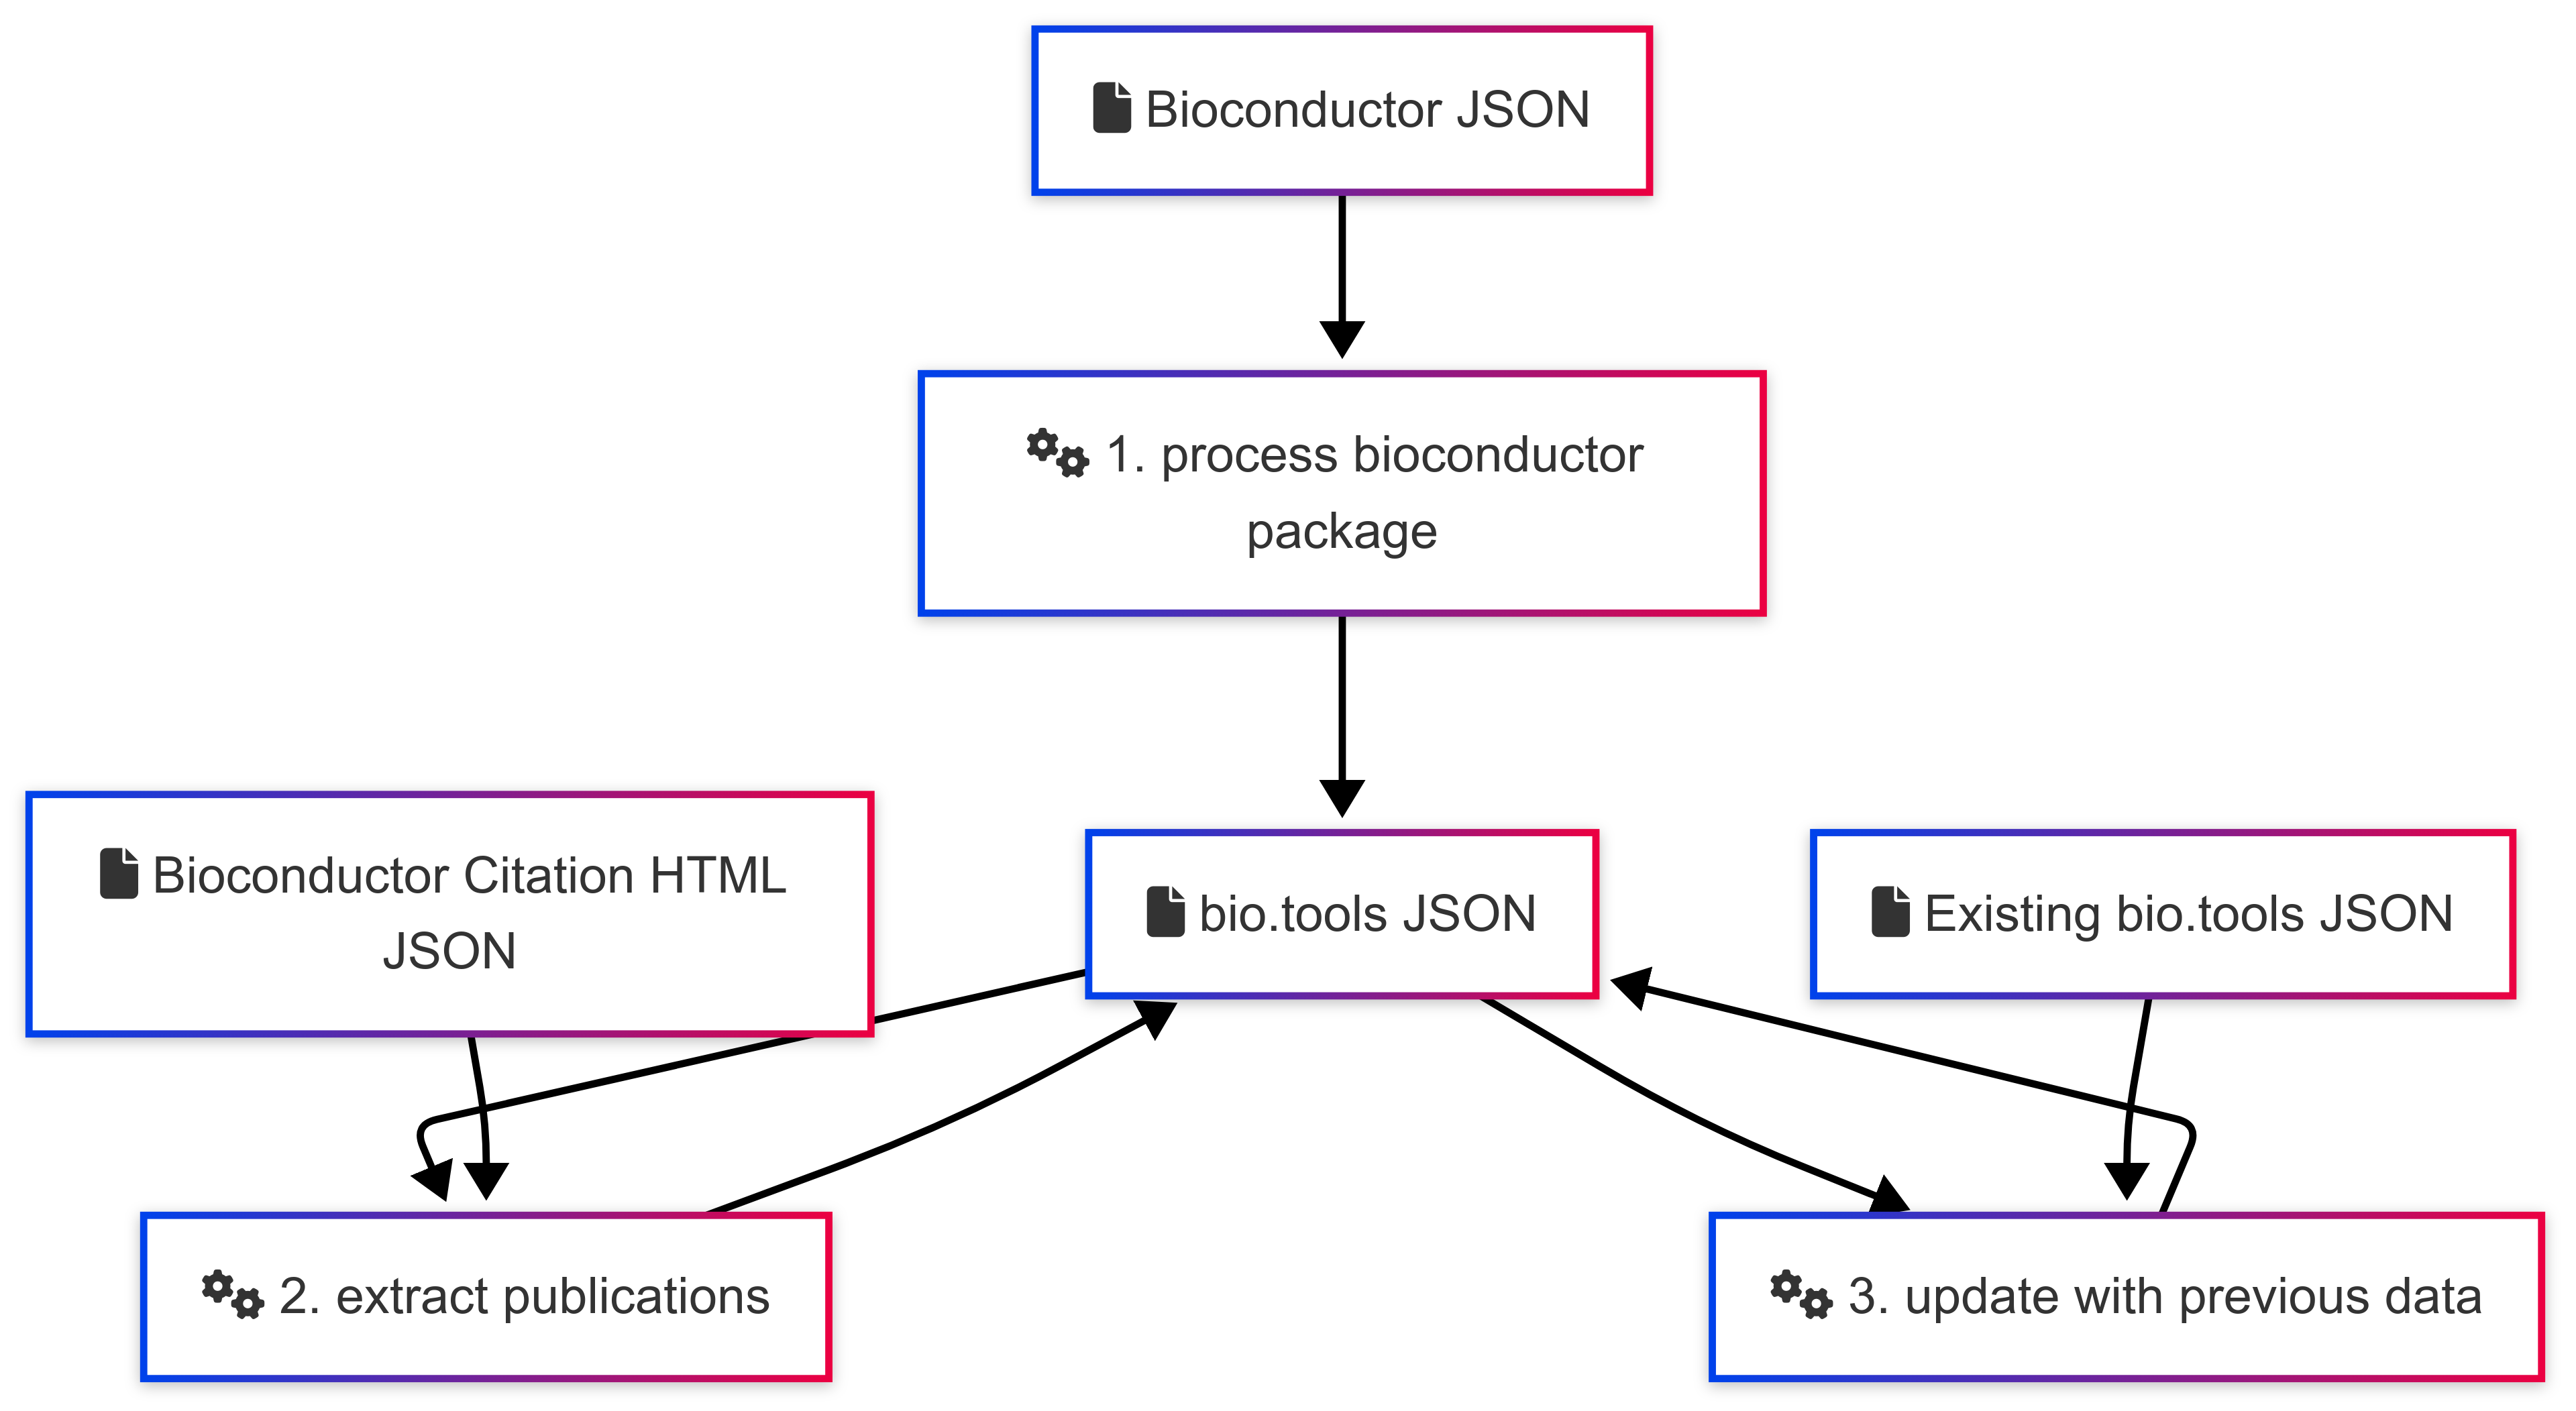 Bioconductor JSON
1. process bioconductor
package
Bioconductor Citation HTML
JSON
bio.tools JSON
Existing bio.tools JSON
2. extract publications
3. update with previous data